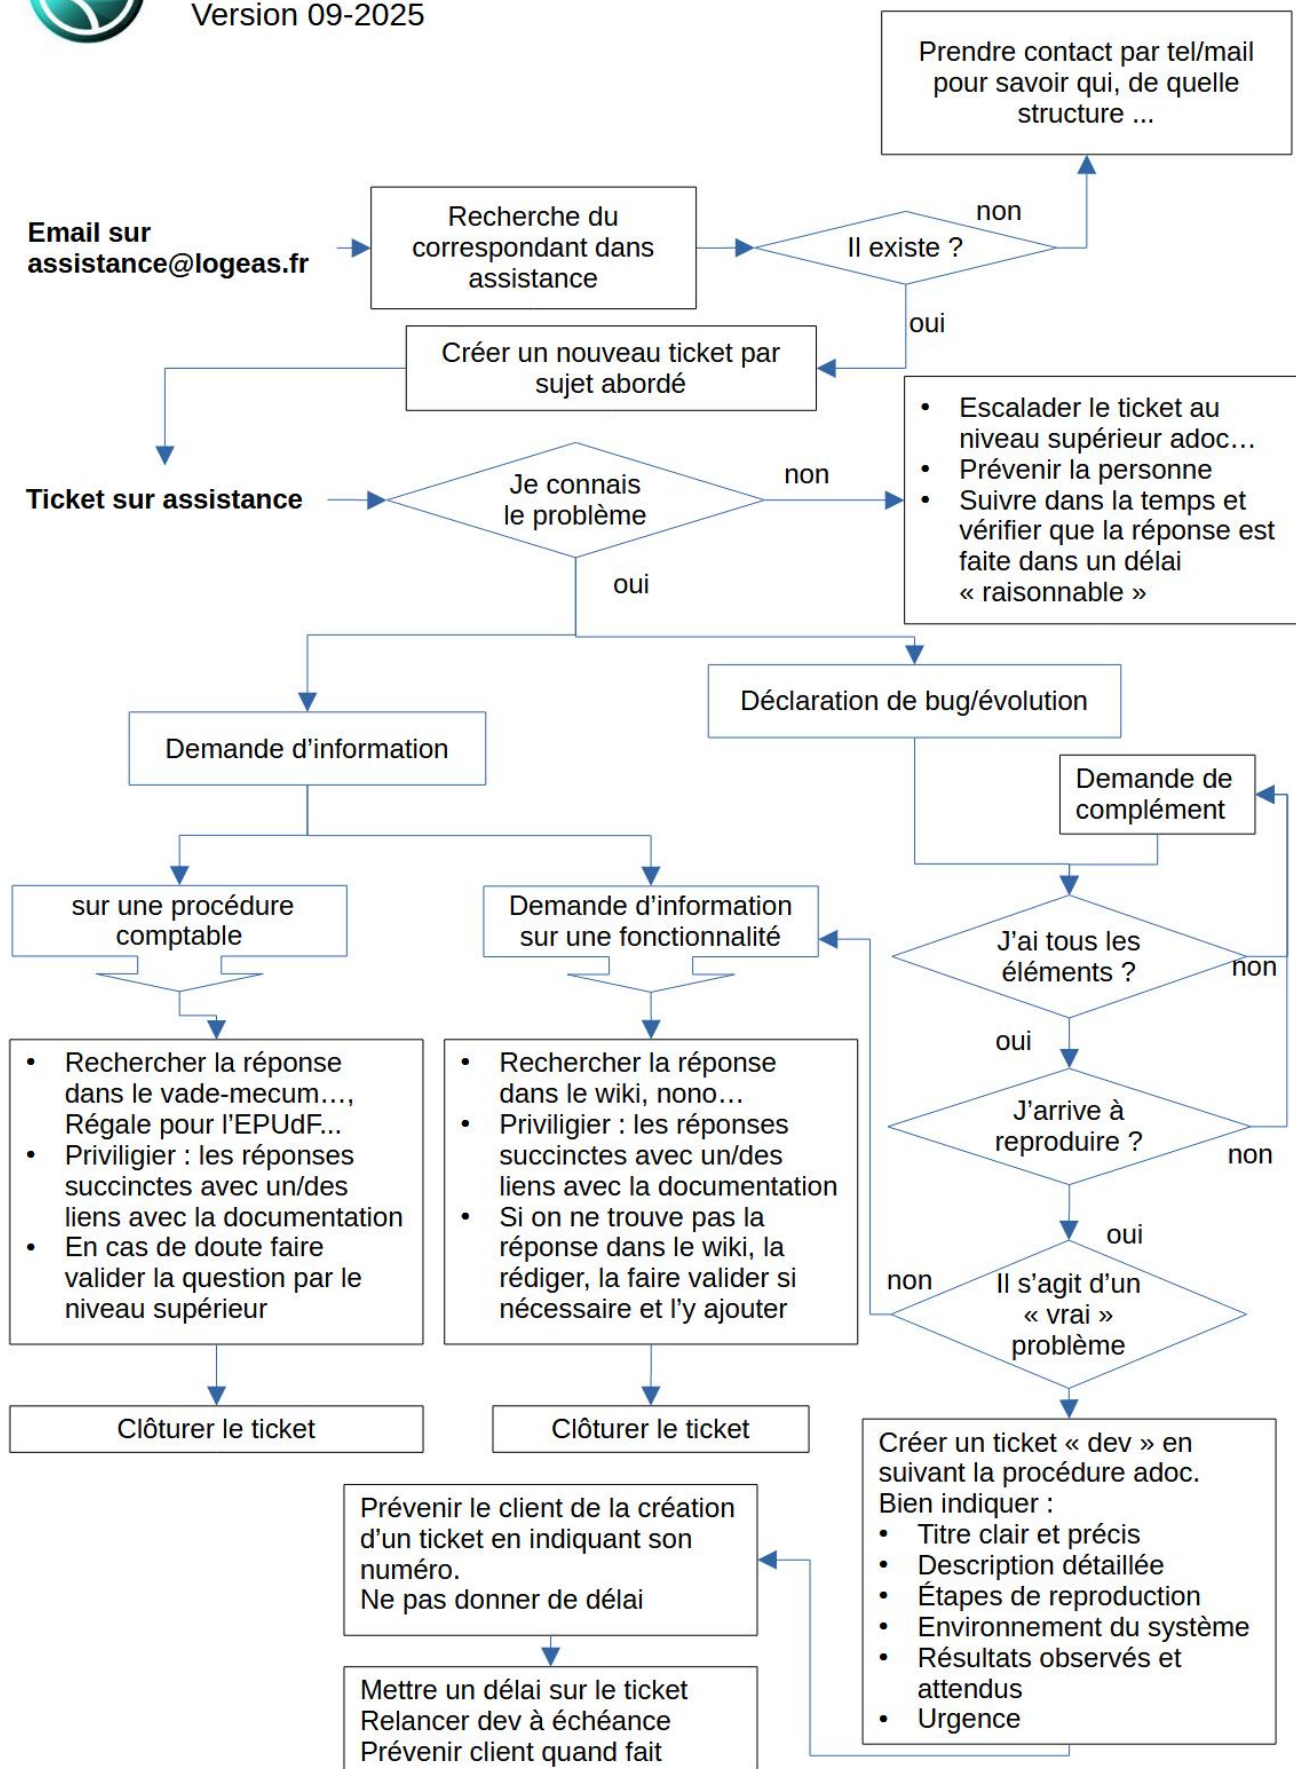 Version 09-2025
Prendre contact par tel/mail
pour savoir qui, de quelle
structure ...
Email sur
assistance@logeas.fr
Recherche du
correspondant dans
assistance
Il existe ?
non
oui
Créer un nouveau ticket par
sujet abordé
Ticket sur assistance
Je connais
le problème
non
oui
• Escalader le ticket au
niveau supérieur adoc…
• Prévenir la personne
• Suivre dans la temps et
vérifier que la réponse est
faite dans un délai
« raisonnable »
Demande d’information
Déclaration de bug/évolution
Demande de
complément
sur une procédure
comptable
Demande d’information
sur une fonctionnalité
J’ai tous les
éléments ?
non
oui
J’arrive à
reproduire ?
non
oui
Il s’agit d’un
« vrai »
problème
non
• Rechercher la réponse
dans le vade-mecum…,
Régale pour l’EPUdF...
• Priviligier : les réponses
succinctes avec un/des
liens avec la documentation
• En cas de doute faire
valider la question par le
niveau supérieur
• Rechercher la réponse
dans le wiki, nono…
• Priviligier : les réponses
succinctes avec un/des
liens avec la documentation
• Si on ne trouve pas la
réponse dans le wiki, la
rédiger, la faire valider si
nécessaire et l’y ajouter
Clôturer le ticket
Clôturer le ticket
Créer un ticket « dev » en
suivant la procédure adoc.
Bien indiquer :
• Titre clair et précis
• Description détaillée
• Étapes de reproduction
• Environnement du système
• Résultats observés et
attendus
• Urgence
Prévenir le client de la création
d’un ticket en indiquant son
numéro.
Ne pas donner de délai
Mettre un délai sur le ticket
Relancer dev à échéance
Prévenir client quand fait